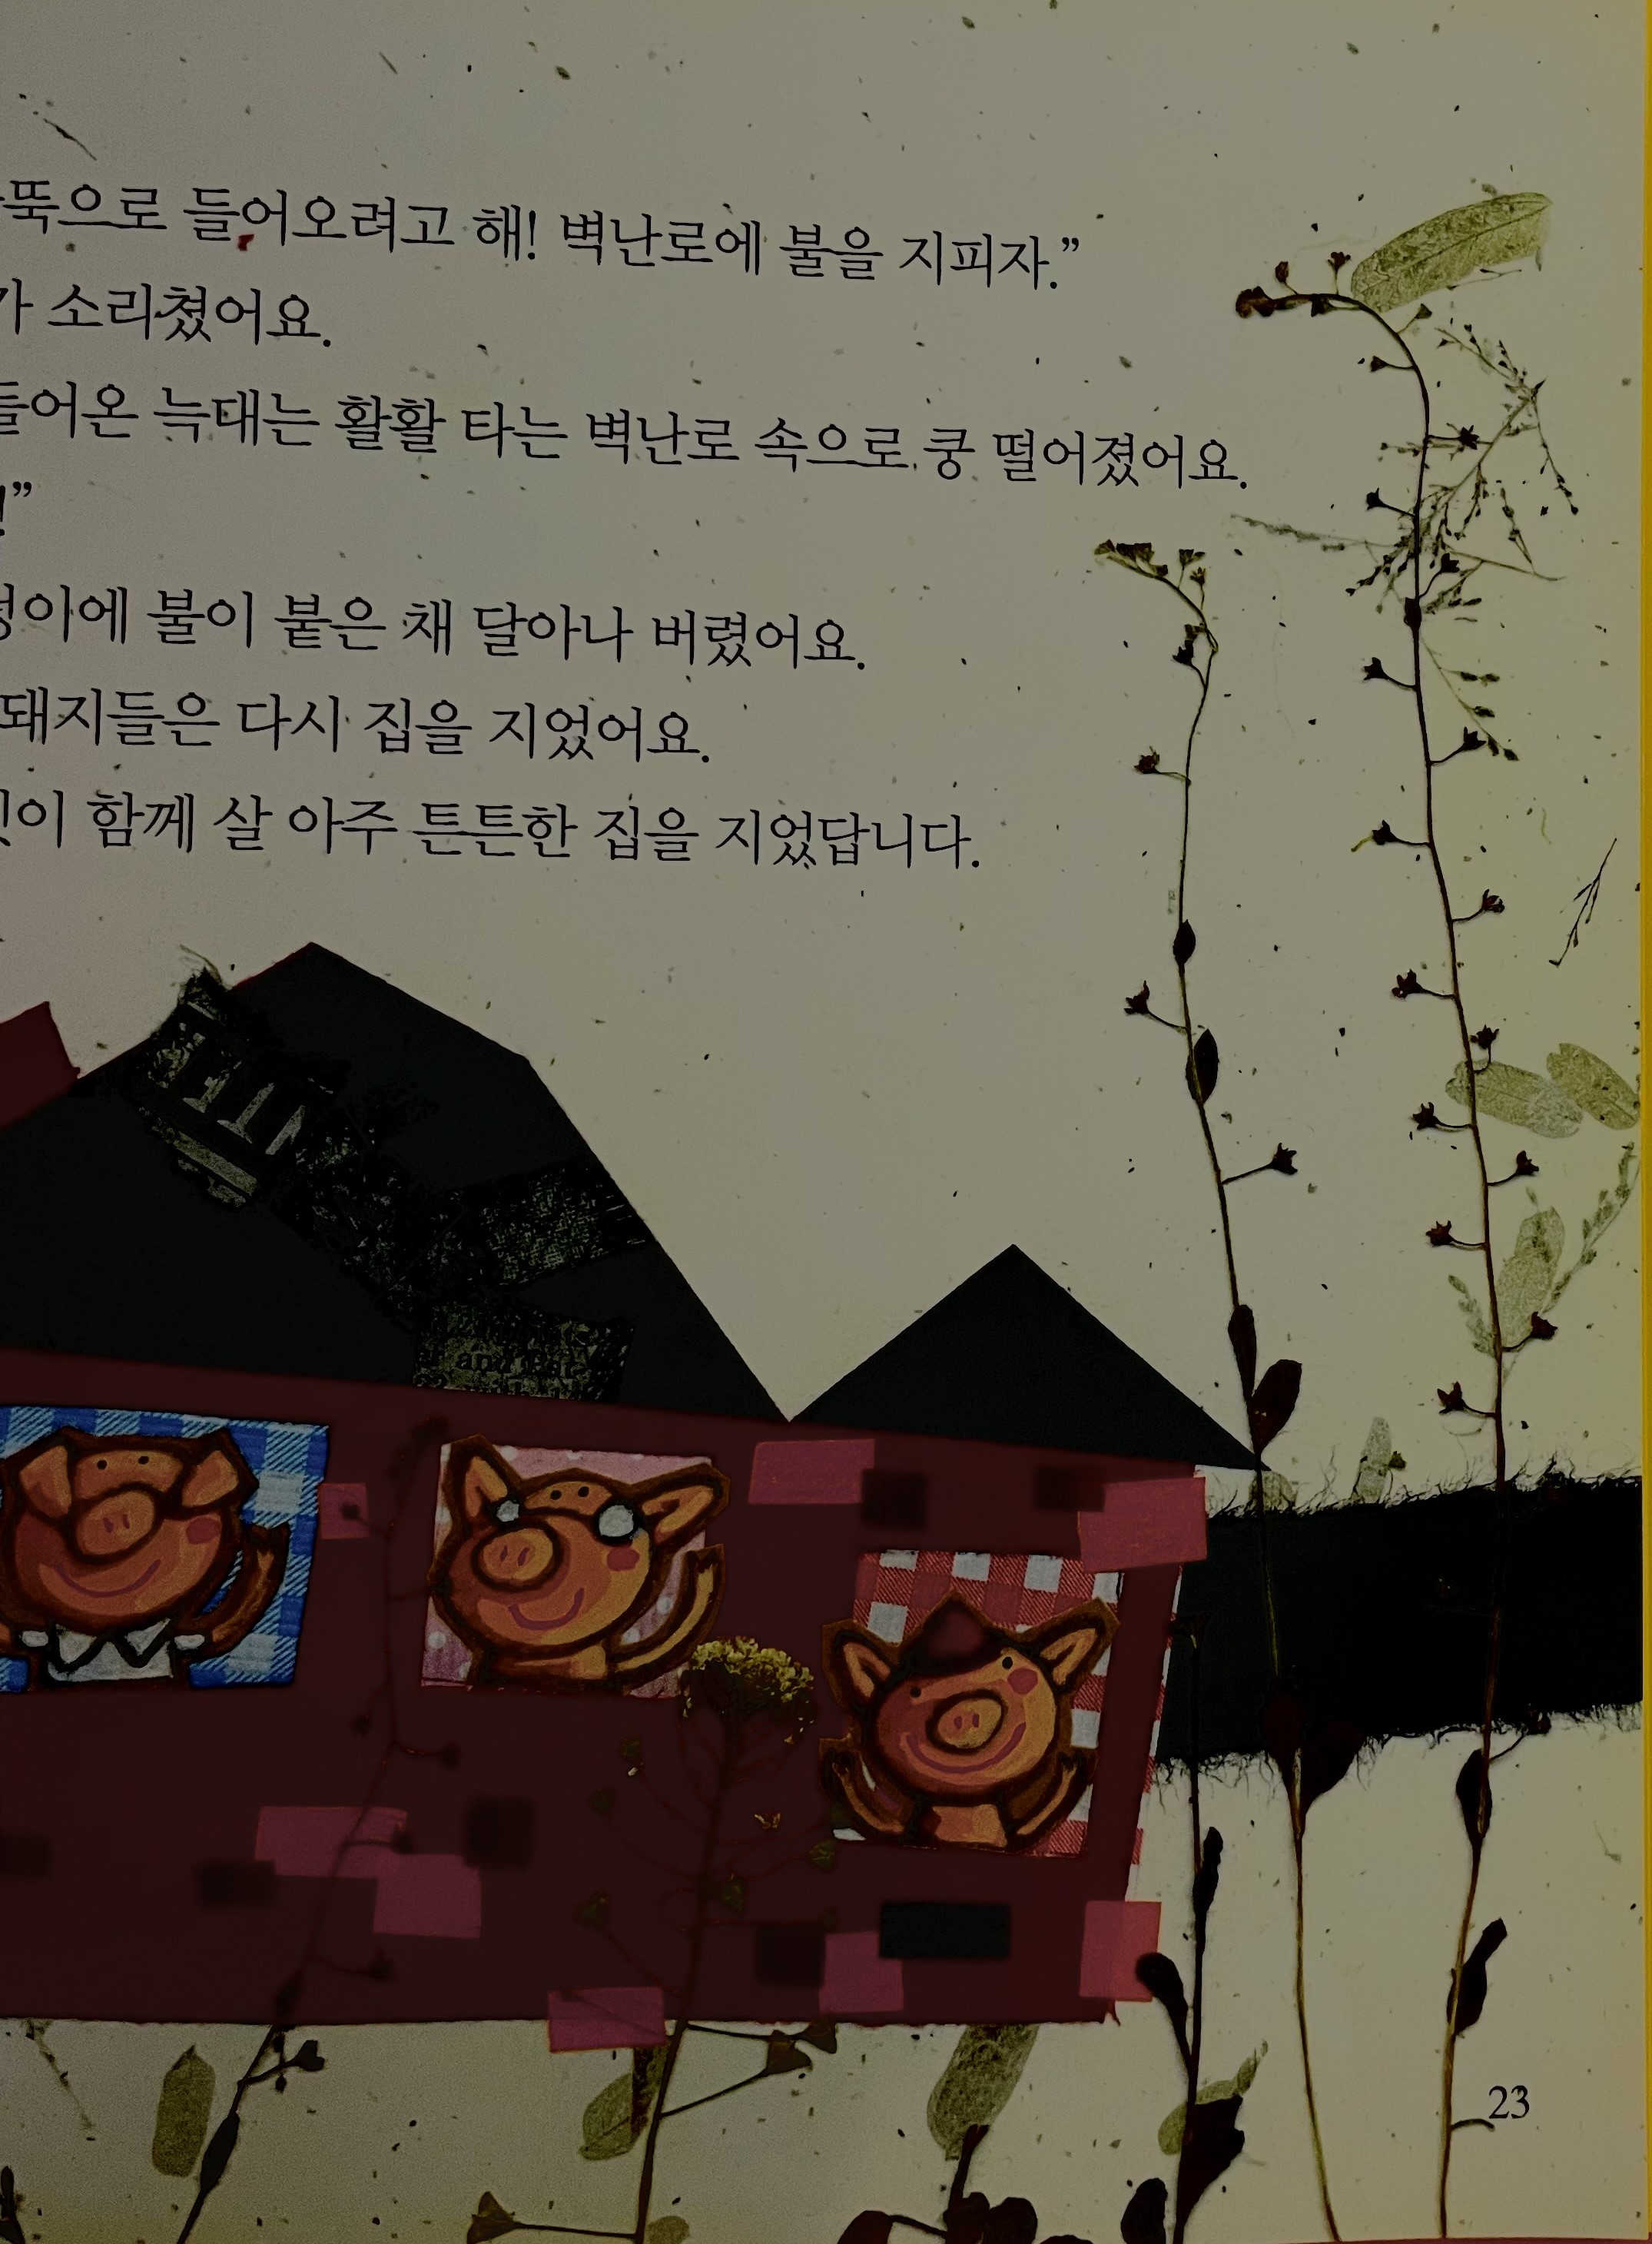 뚝으로 들어오려고 해! 벽난로에 불을 지피자.”
가 소리쳤어요.
들어온 늑대는 활활 타는 벽난로 속으로 쿵 떨어졌어요.
!”
덩이에 불이 붙은 채 달아나 버렸어요.
돼지들은 다시 집을 지었어요.
이 함께 살 아주 튼튼한 집을 지었답니다.
and
23